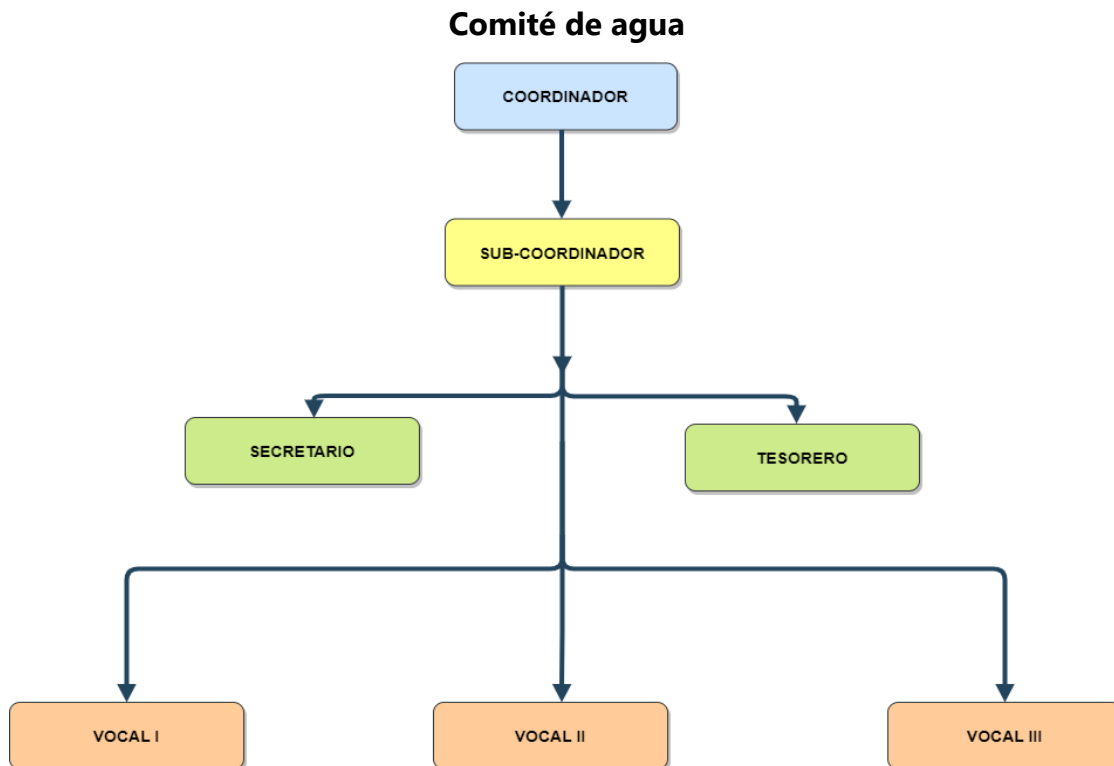 Comité de agua
COORDINADOR
SUB-COORDINADOR
SECRETARIO
TESORERO
VOCAL I
VOCAL II
VOCAL III